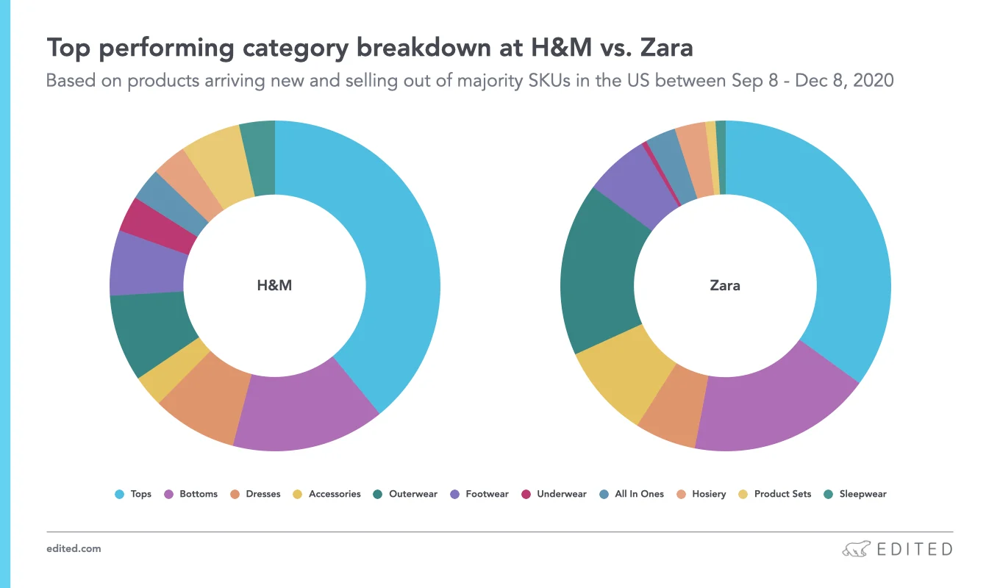 Top performing category breakdown at H&M vs. Zara
Based on products arriving new and selling out of majority SKUs in the US between Sep 8 - Dec 8, 2020
H&M
Zara
Tops Bottoms Dresses Accessories Outerwear Footwear Underwear All In Ones Hosiery Product Sets Sleepwear
edited.com
EDITED